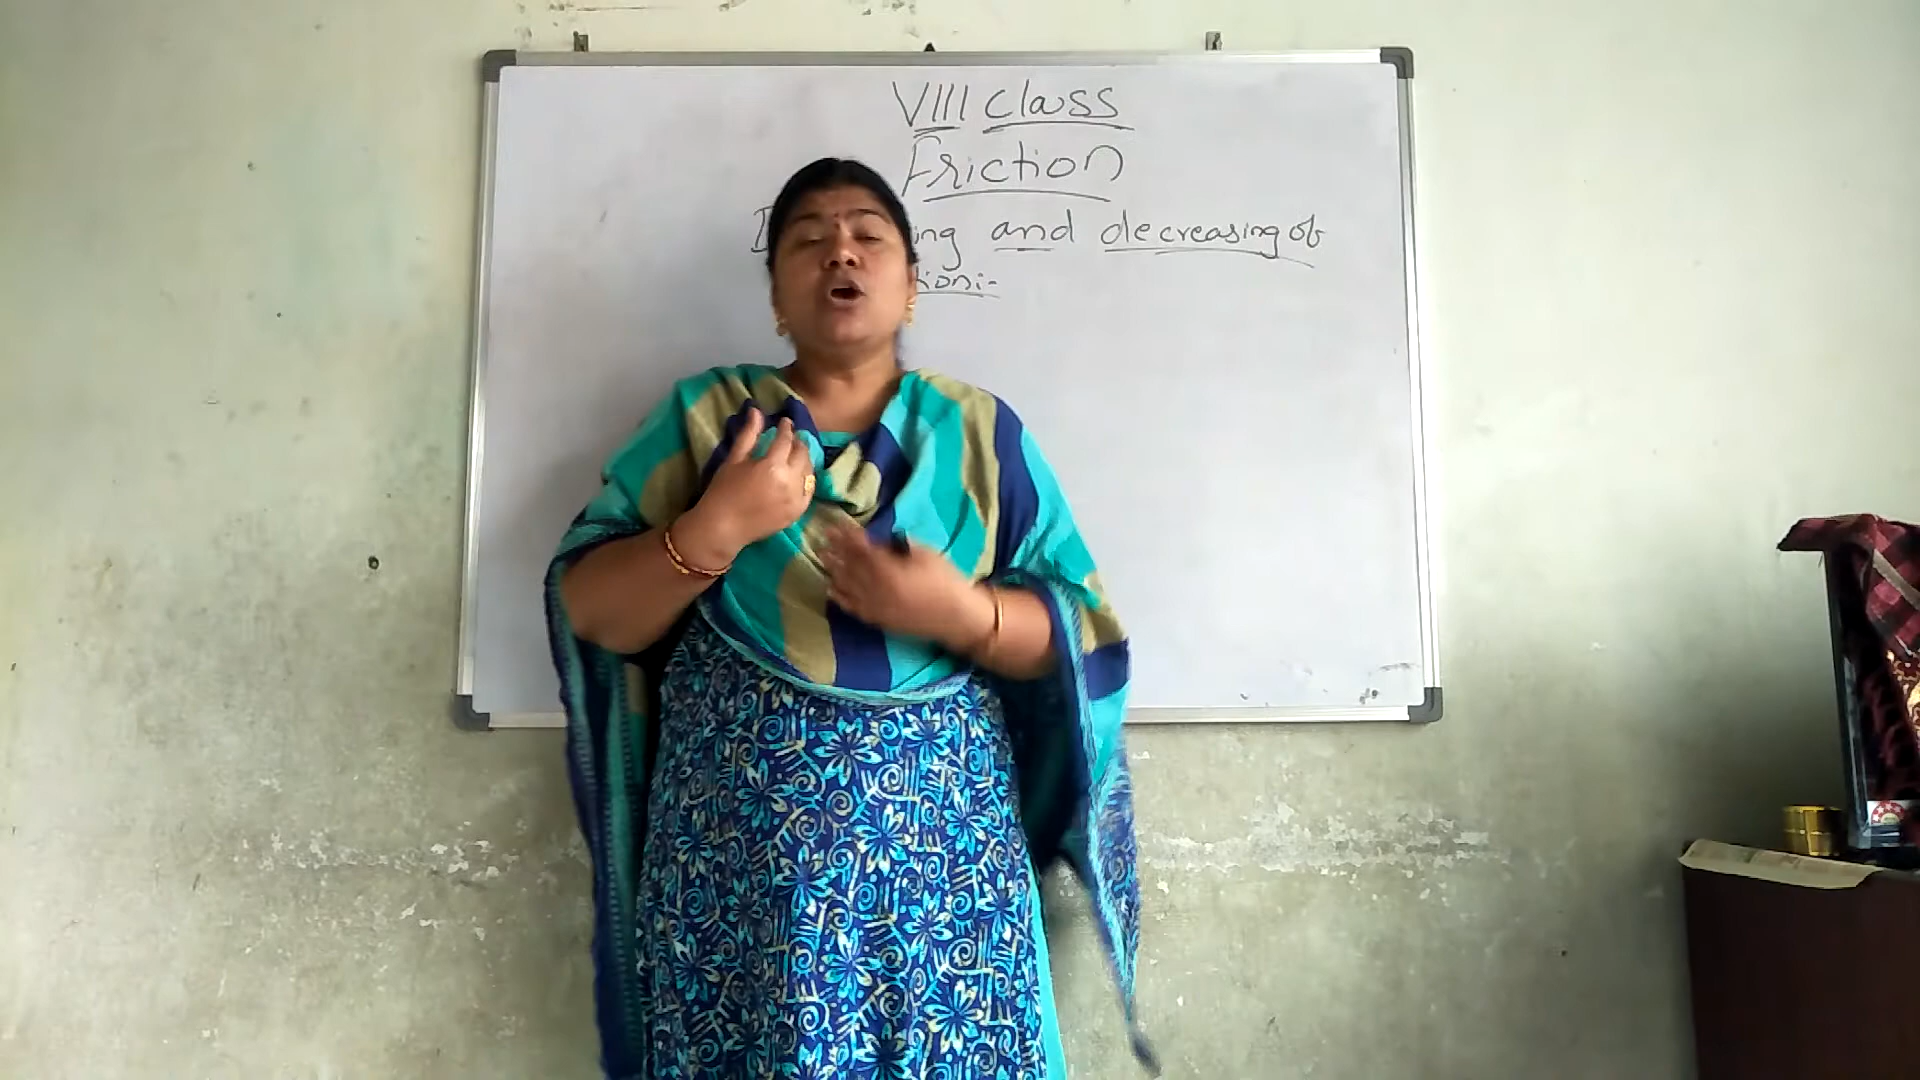 VIII class
Friction
and decreasing of